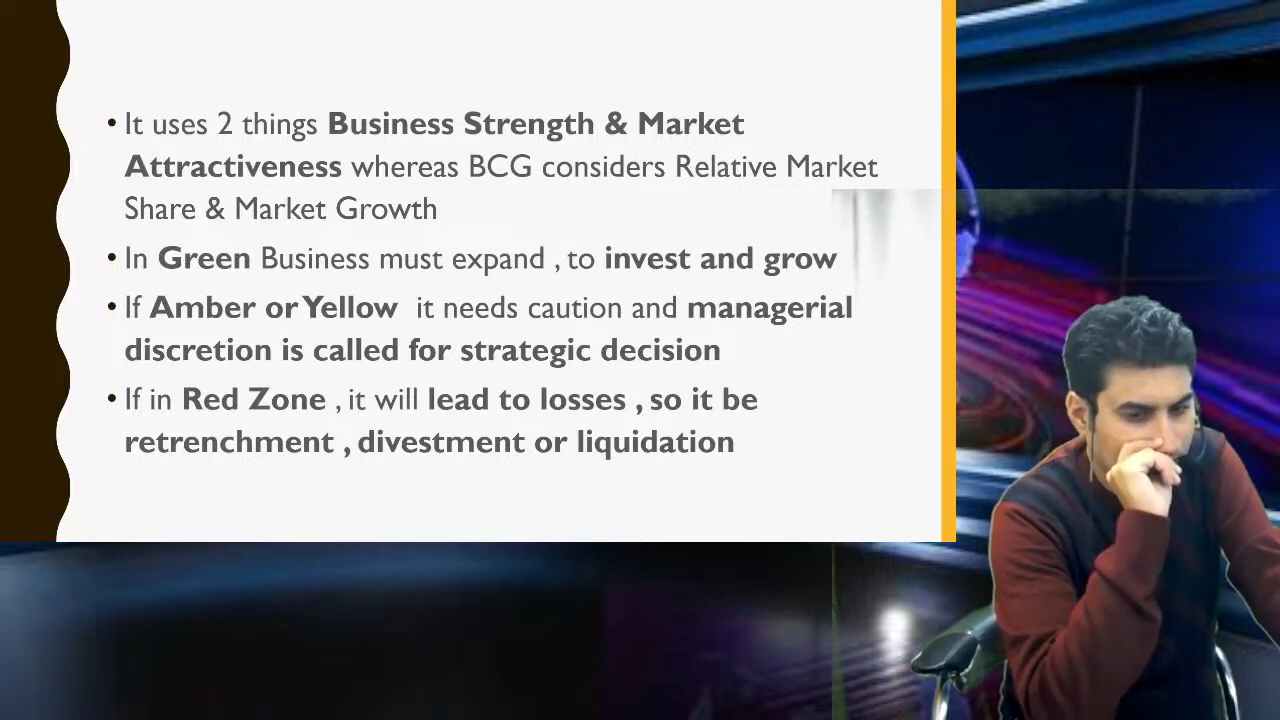 • It uses 2 things Business Strength & Market
Attractiveness whereas BCG considers Relative Market
Share & Market Growth
• In Green Business must expand , to invest and grow
• If Amber or Yellow it needs caution and managerial
discretion is called for strategic decision
• If in Red Zone , it will lead to losses , so it be
retrenchment , divestment or liquidation